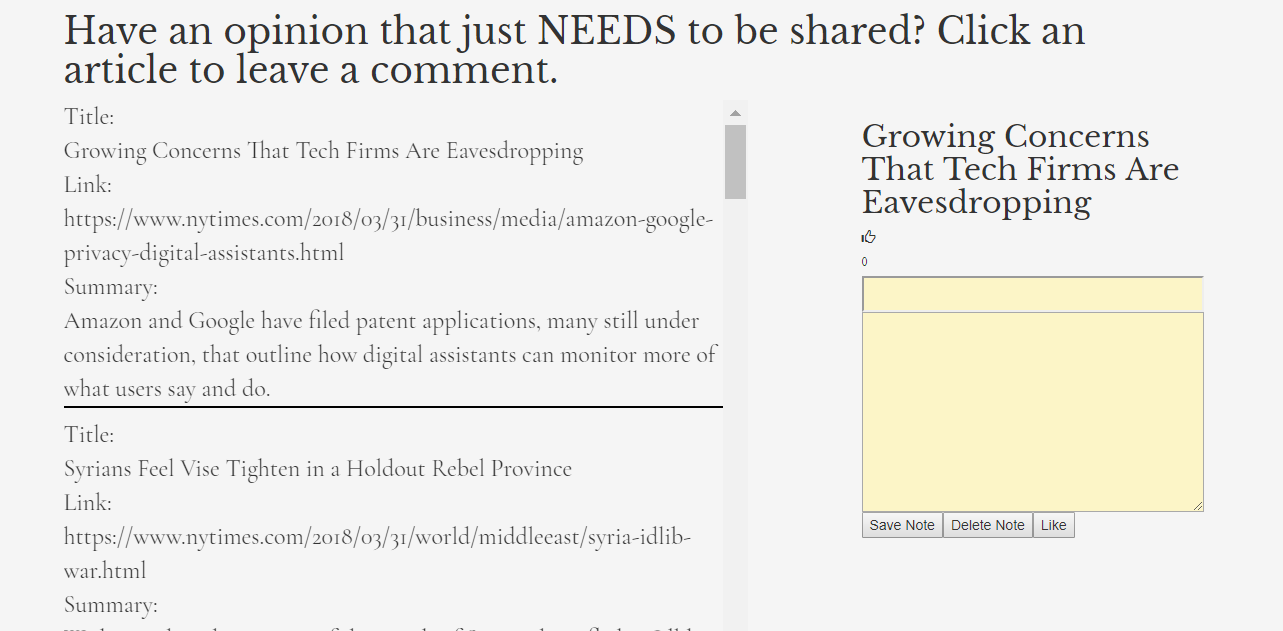 Have an opinion that just NEEDS to be shared? Click an
article to leave a comment.
Title:
Growing Concerns That Tech Firms Are Eavesdropping
Link:
https://www.nytimes.com/2018/03/31/business/media/amazon-google-
privacy-digital-assistants.html
Summary:
Amazon and Google have filed patent applications, many still under
consideration, that outline how digital assistants can monitor more of
what users say and do.
Title:
Syrians Feel Vise Tighten in a Holdout Rebel Province
Link:
https://www.nytimes.com/2018/03/31/world/middleeast/syria-idlib-
war.html
Summary:
Growing Concerns
That Tech Firms Are
Eavesdropping
0
Save Note Delete Note Like